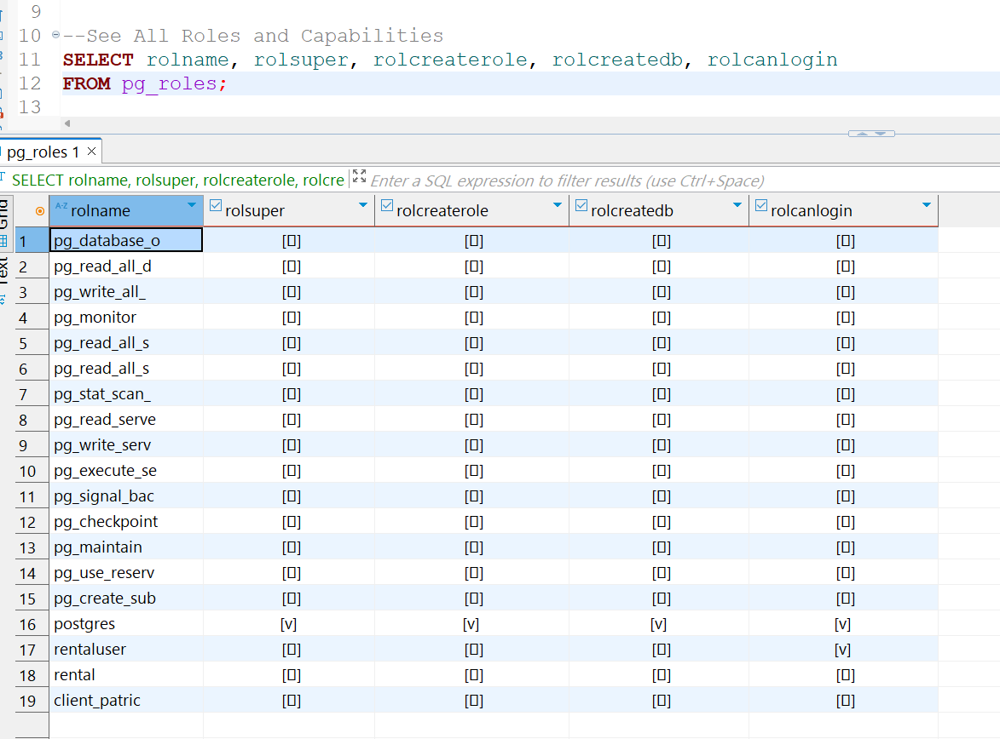 9
10 --See All Roles and Capabilities
11 SELECT rolname, rolsuper, rolcreaterole, rolcreatedb, rolcanlogin
12 FROM pg_roles;
13
pg_roles 1
SELECT rolname, rolsuper, rolcreaterole, rolcre Enter a SQL expression to filter results (use Ctrl+Space)
Grid
Text
A-Z rolname rolsuper rolcreaterole rolcreatedb rolcanlogin
1 pg_database_o [▯] [▯] [▯] [▯]
2 pg_read_all_d [▯] [▯] [▯] [▯]
3 pg_write_all_ [▯] [▯] [▯] [▯]
4 pg_monitor [▯] [▯] [▯] [▯]
5 pg_read_all_s [▯] [▯] [▯] [▯]
6 pg_read_all_s [▯] [▯] [▯] [▯]
7 pg_stat_scan_ [▯] [▯] [▯] [▯]
8 pg_read_serve [▯] [▯] [▯] [▯]
9 pg_write_serv [▯] [▯] [▯] [▯]
10 pg_execute_se [▯] [▯] [▯] [▯]
11 pg_signal_bac [▯] [▯] [▯] [▯]
12 pg_checkpoint [▯] [▯] [▯] [▯]
13 pg_maintain [▯] [▯] [▯] [▯]
14 pg_use_reserv [▯] [▯] [▯] [▯]
15 pg_create_sub [▯] [▯] [▯] [▯]
16 postgres [v] [v] [v] [v]
17 rentaluser [▯] [▯] [▯] [v]
18 rental [▯] [▯] [▯] [▯]
19 client_patric [▯] [▯] [▯] [▯]